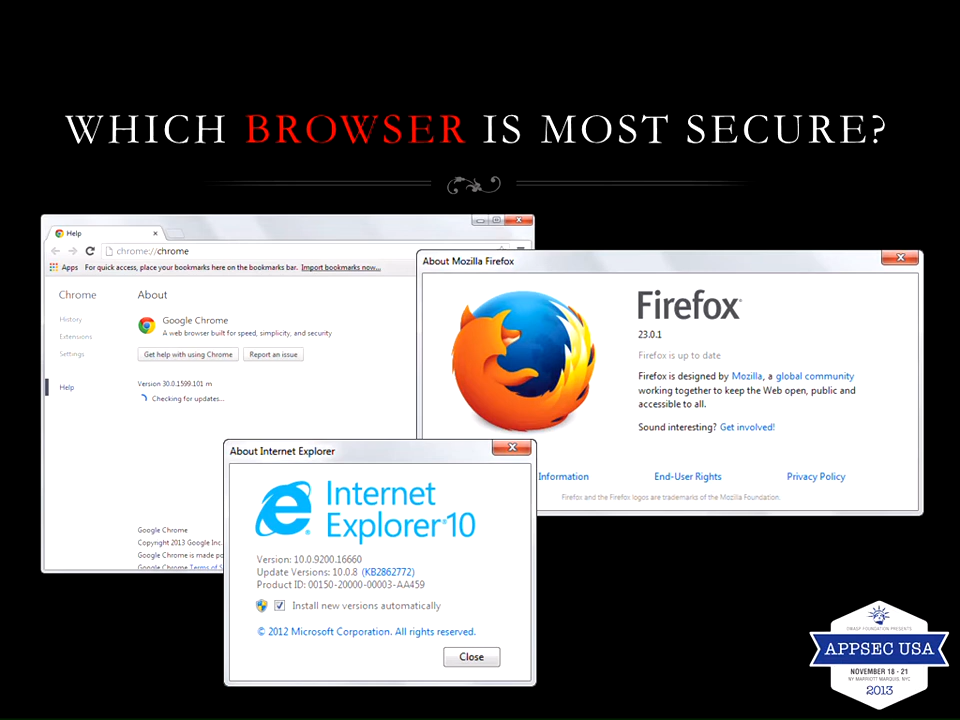 WHICH BROWSER IS MOST SECURE?
Help
chrome://chrome
Apps For quick access, place your bookmarks here on the bookmarks bar. Import bookmarks now...
Chrome
History
Extensions
Settings
Help
About
Google Chrome
A web browser built for speed, simplicity, and security
Get help with using Chrome Report an issue
Version 30.0.1599.101 m
Checking for updates...
Google Chrome
Copyright 2013 Google Inc.
Google Chrome is made po
Google Chrome Terms of S
About Mozilla Firefox
Firefox
23.0.1
Firefox is up to date
Firefox is designed by Mozilla, a global community
working together to keep the Web open, public and
accessible to all.
Sound interesting? Get involved!
Information End-User Rights Privacy Policy
Firefox and the Firefox logos are trademarks of the Mozilla Foundation.
About Internet Explorer
Internet
Explorer 10
Version: 10.0.9200.16660
Update Versions: 10.0.8 (KB2862772)
Product ID: 00150-20000-00003-AA459
Install new versions automatically
© 2012 Microsoft Corporation. All rights reserved.
Close
OWASP FOUNDATION PRESENTS
APPSEC USA
NOVEMBER 18 - 21
NY MARRIOTT MARQUIS, NYC
2013